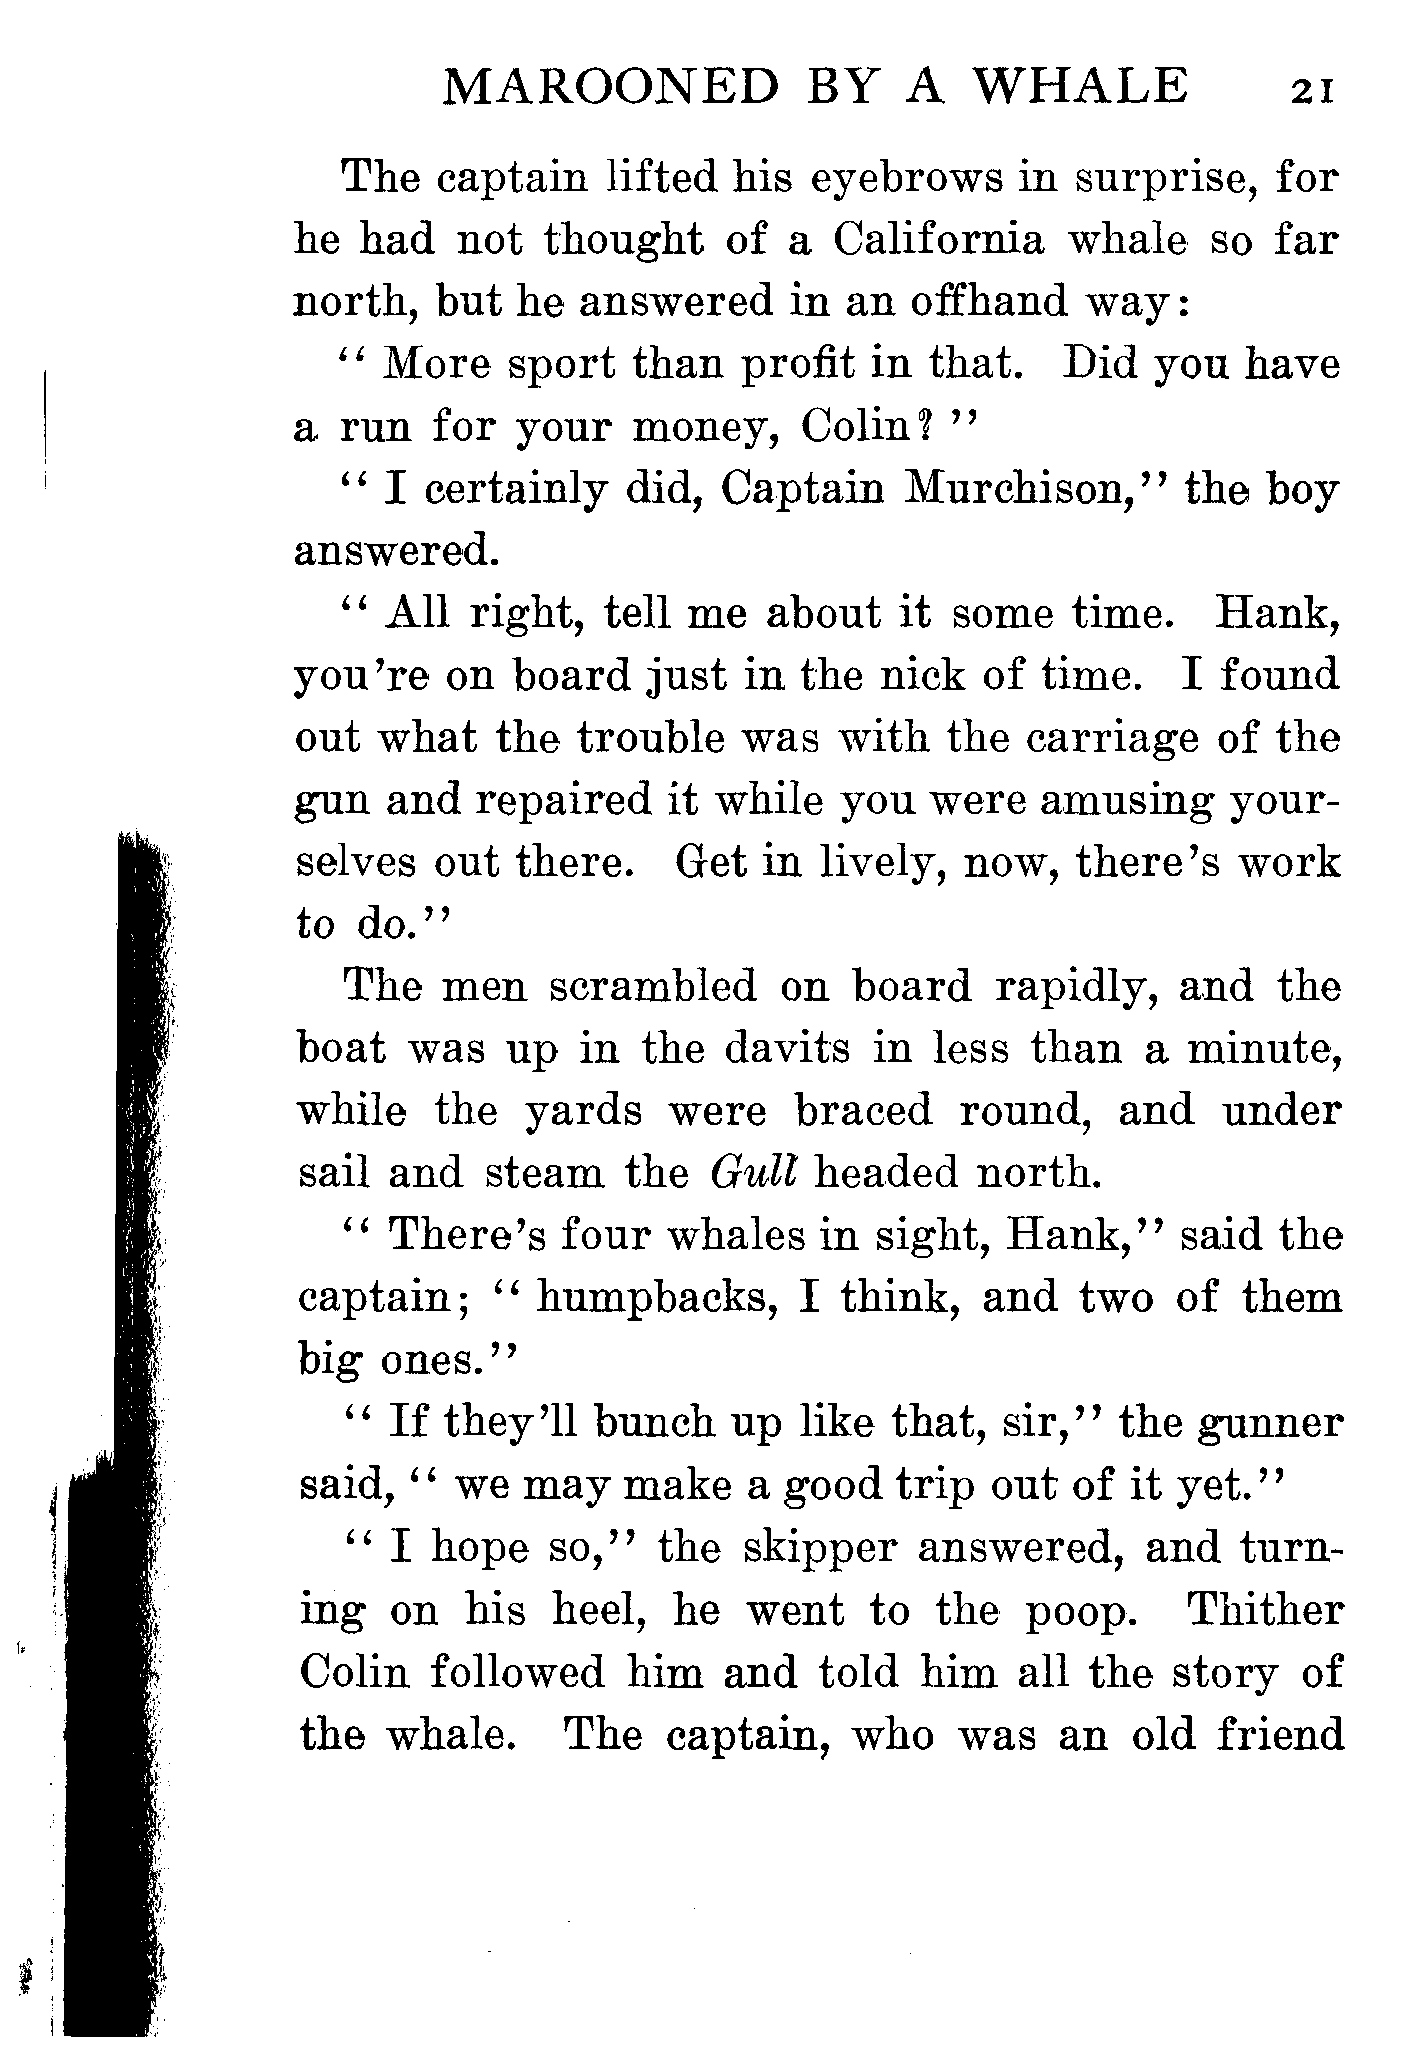 MAROONED BY A WHALE 21
The captain lifted his eyebrows in surprise, for
he had not thought of a California whale so far
north, but he answered in an offhand way:
“ More sport than profit in that. Did you have
a run for your money, Colin? ”
“ I certainly did, Captain Murchison,” the boy
answered.
“ All right, tell me about it some time. Hank,
you’re on board just in the nick of time. I found
out what the trouble was with the carriage of the
gun and repaired it while you were amusing your-
selves out there. Get in lively, now, there’s work
to do.”
The men scrambled on board rapidly, and the
boat was up in the davits in less than a minute,
while the yards were braced round, and under
sail and steam the Gull headed north.
“ There’s four whales in sight, Hank,” said the
captain; “ humpbacks, I think, and two of them
big ones.”
“ If they’ll bunch up like that, sir,” the gunner
said, “ we may make a good trip out of it yet.”
“ I hope so,” the skipper answered, and turn-
ing on his heel, he went to the poop. Thither
Colin followed him and told him all the story of
the whale. The captain, who was an old friend